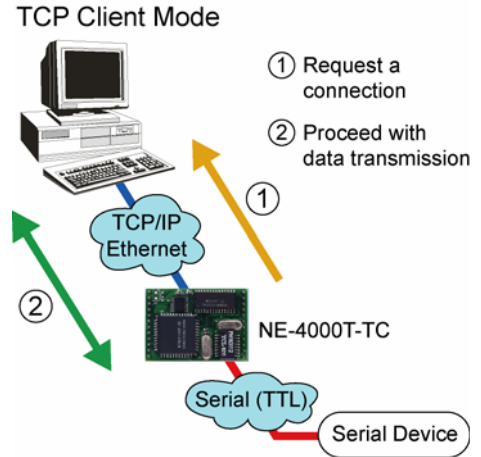 TCP Client Mode
① Request a
connection
② Proceed with
data transmission
①
TCP/IP
Ethernet
②
NE-4000T-TC
Serial (TTL)
Serial Device